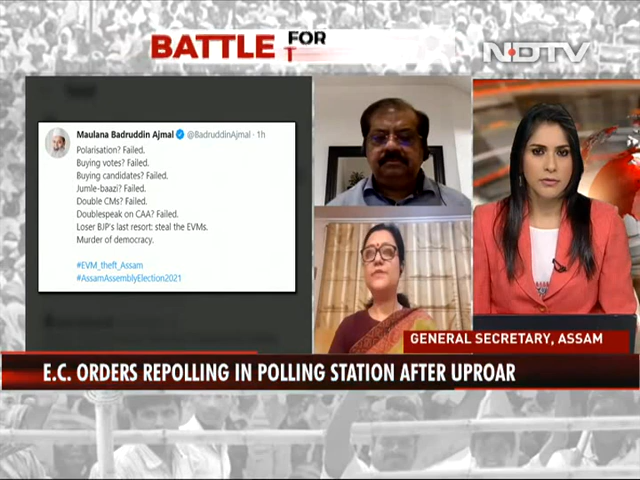 BATTLE FOR
T
NDTV
Maulana Badruddin Ajmal @BadruddinAjmal · 1h
Polarisation? Failed.
Buying votes? Failed.
Buying candidates? Failed.
Jumle-baazi? Failed.
Double CMs? Failed.
Doublespeak on CAA? Failed.
Loser BJP's last resort: steal the EVMs.
Murder of democracy.
#EVM_theft_Assam
#AssamAssemblyElection2021
GENERAL SECRETARY, ASSAM
E.C. ORDERS REPOLLING IN POLLING STATION AFTER UPROAR